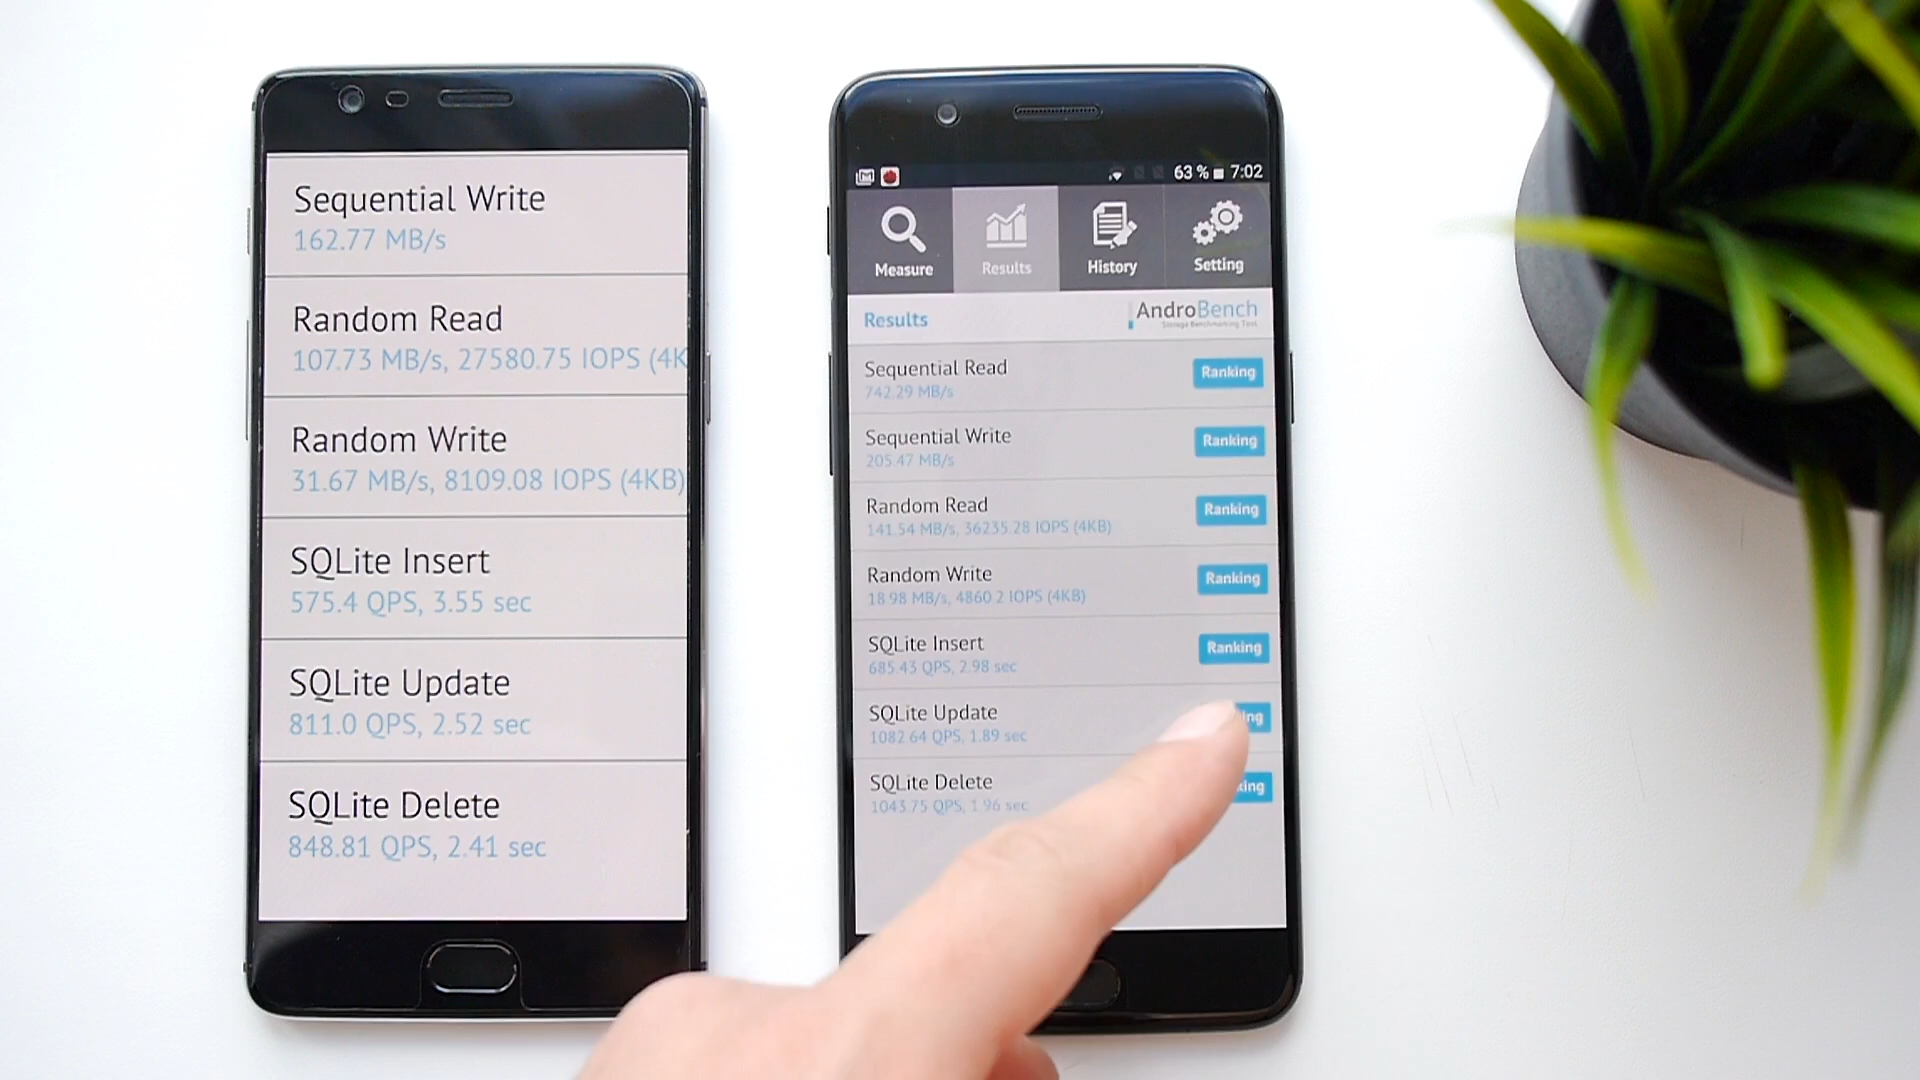 Sequential Write
162.77 MB/s
Random Read
107.73 MB/s, 27580.75 IOPS (4K
Random Write
31.67 MB/s, 8109.08 IOPS (4KB)
SQLite Insert
575.4 QPS, 3.55 sec
SQLite Update
811.0 QPS, 2.52 sec
SQLite Delete
848.81 QPS, 2.41 sec
63 % 7:02
Measure
Results
History
Setting
Results
AndroBench
Storage Benchmarking Tool
Sequential Read
742.29 MB/s
Ranking
Sequential Write
205.47 MB/s
Ranking
Random Read
141.54 MB/s, 36235.28 IOPS (4KB)
Ranking
Random Write
18.98 MB/s, 4860.2 IOPS (4KB)
Ranking
SQLite Insert
685.43 QPS, 2.98 sec
Ranking
SQLite Update
1082.64 QPS, 1.89 sec
ing
SQLite Delete
1043.75 QPS, 1.96 sec
king